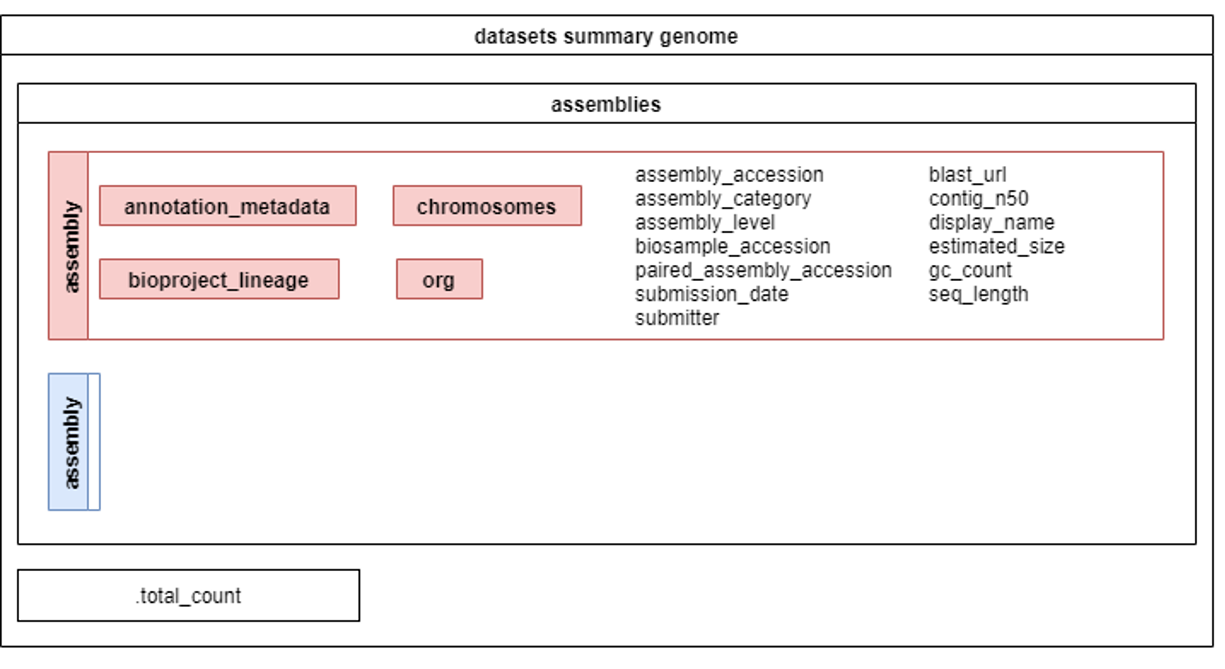 datasets summary genome
assemblies
assembly
annotation_metadata
chromosomes
bioproject_lineage
org
assembly_accession
assembly_category
assembly_level
biosample_accession
paired_assembly_accession
submission_date
submitter
blast_url
contig_n50
display_name
estimated_size
gc_count
seq_length
assembly
.total_count